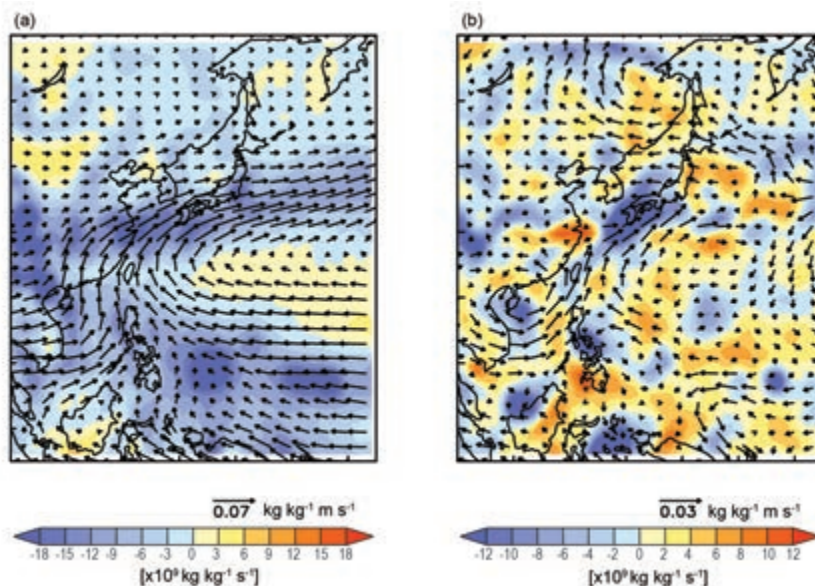 (a) (b)
0.07 kg kg⁻¹ m s⁻¹ 0.03 kg kg⁻¹ m s⁻¹
-18 -15 -12 -9 -6 -3 0 3 6 9 12 15 18 -12 -10 -8 -6 -4 -2 0 2 4 6 8 10 12
[x10⁹ kg kg⁻¹ s⁻¹] [x10⁹ kg kg⁻¹ s⁻¹]